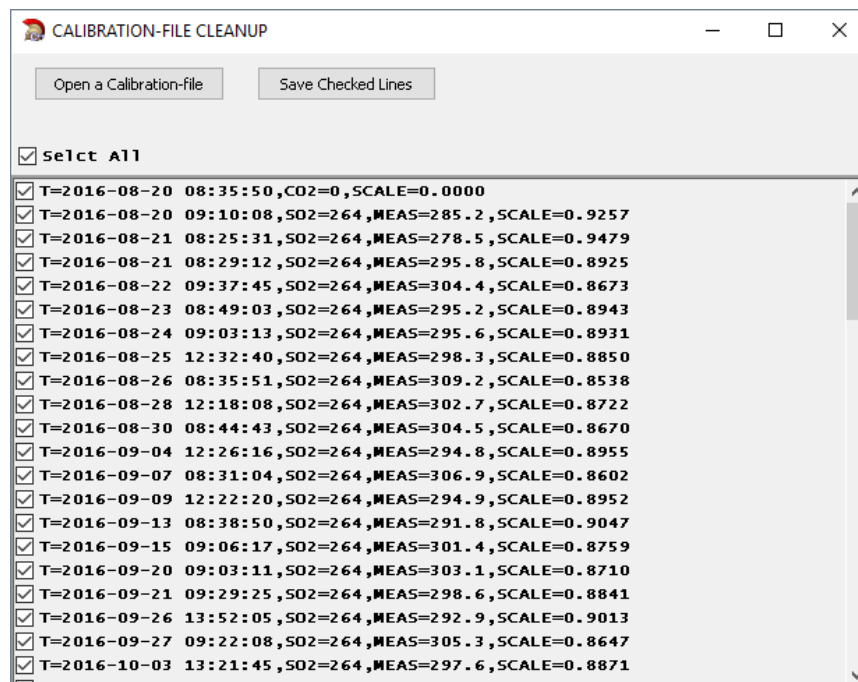 CALIBRATION-FILE CLEANUP
Open a Calibration-file Save Checked Lines
Selct All
T=2016-08-20 08:35:50,CO2=0,SCALE=0.0000
T=2016-08-20 09:10:08,SO2=264,MEAS=285.2,SCALE=0.9257
T=2016-08-21 08:25:31,SO2=264,MEAS=278.5,SCALE=0.9479
T=2016-08-21 08:29:12,SO2=264,MEAS=295.8,SCALE=0.8925
T=2016-08-22 09:37:45,SO2=264,MEAS=304.4,SCALE=0.8673
T=2016-08-23 08:49:03,SO2=264,MEAS=295.2,SCALE=0.8943
T=2016-08-24 09:03:13,SO2=264,MEAS=295.6,SCALE=0.8931
T=2016-08-25 12:32:40,SO2=264,MEAS=298.3,SCALE=0.8850
T=2016-08-26 08:35:51,SO2=264,MEAS=309.2,SCALE=0.8538
T=2016-08-28 12:18:08,SO2=264,MEAS=302.7,SCALE=0.8722
T=2016-08-30 08:44:43,SO2=264,MEAS=304.5,SCALE=0.8670
T=2016-09-04 12:26:16,SO2=264,MEAS=294.8,SCALE=0.8955
T=2016-09-07 08:31:04,SO2=264,MEAS=306.9,SCALE=0.8602
T=2016-09-09 12:22:20,SO2=264,MEAS=294.9,SCALE=0.8952
T=2016-09-13 08:38:50,SO2=264,MEAS=291.8,SCALE=0.9047
T=2016-09-15 09:06:17,SO2=264,MEAS=301.4,SCALE=0.8759
T=2016-09-20 09:03:11,SO2=264,MEAS=303.1,SCALE=0.8710
T=2016-09-21 09:29:25,SO2=264,MEAS=298.6,SCALE=0.8841
T=2016-09-26 13:52:05,SO2=264,MEAS=292.9,SCALE=0.9013
T=2016-09-27 09:22:08,SO2=264,MEAS=305.3,SCALE=0.8647
T=2016-10-03 13:21:45,SO2=264,MEAS=297.6,SCALE=0.8871